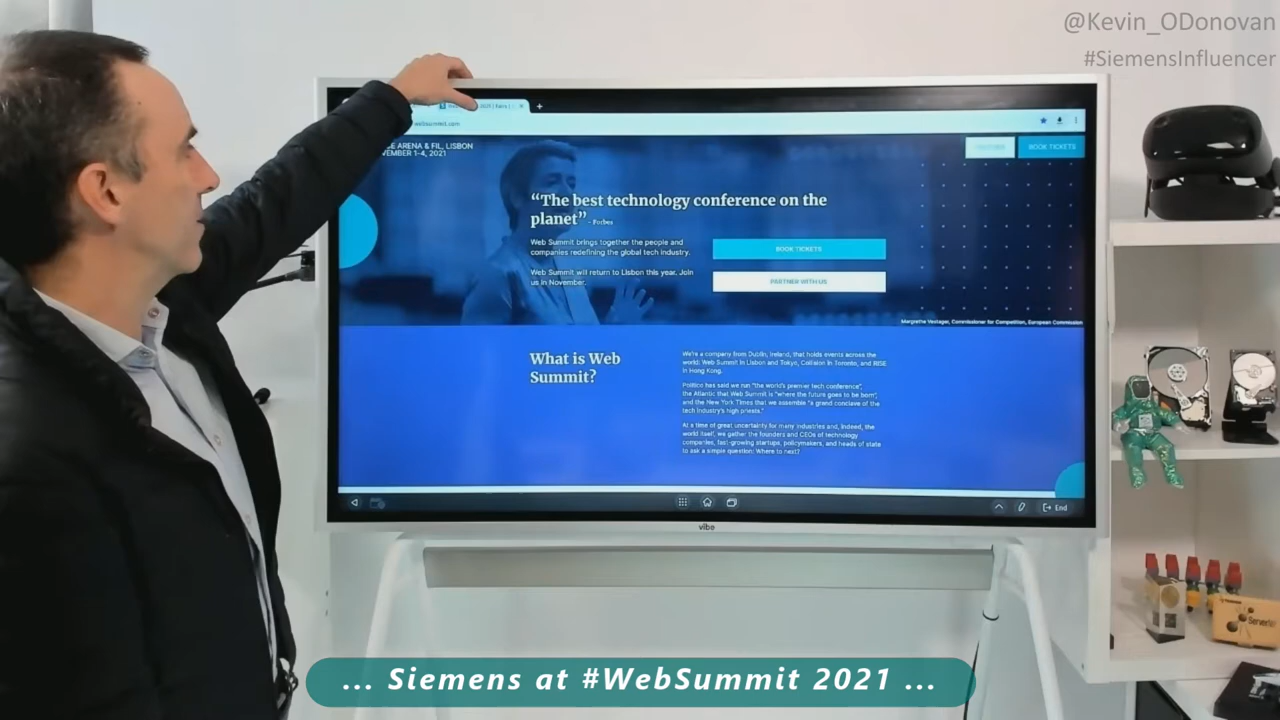 @Kevin_ODonovan
#SiemensInfluencer
websummit.com
CE ARENA & FIL, LISBON
VEMBER 1-4, 2021
BOOK TICKETS
“The best technology conference on the
planet” - Forbes
Web Summit brings together the people and
companies redefining the global tech industry.
Web Summit will return to Lisbon this year. Join
us in November.
BOOK TICKETS
PARTNER WITH US
Margrethe Vestager, Commissioner for Competition, European Commission
What is Web
Summit?
We're a company from Dublin, Ireland, that holds events across the
world: Web Summit in Lisbon and Tokyo, Collision in Toronto, and RISE
in Hong Kong.
Politico has said we run "the world's premier tech conference",
the Atlantic that Web Summit is "where the future goes to be born",
and the New York Times that we assemble "a grand conclave of the
tech industry's high priests."
At a time of great uncertainty for many industries and, indeed, the
world itself, we gather the founders and CEOs of technology
companies, fast-growing startups, policymakers, and heads of state
to ask a simple question: Where to next?
End
vibe
... Siemens at #WebSummit 2021 ...